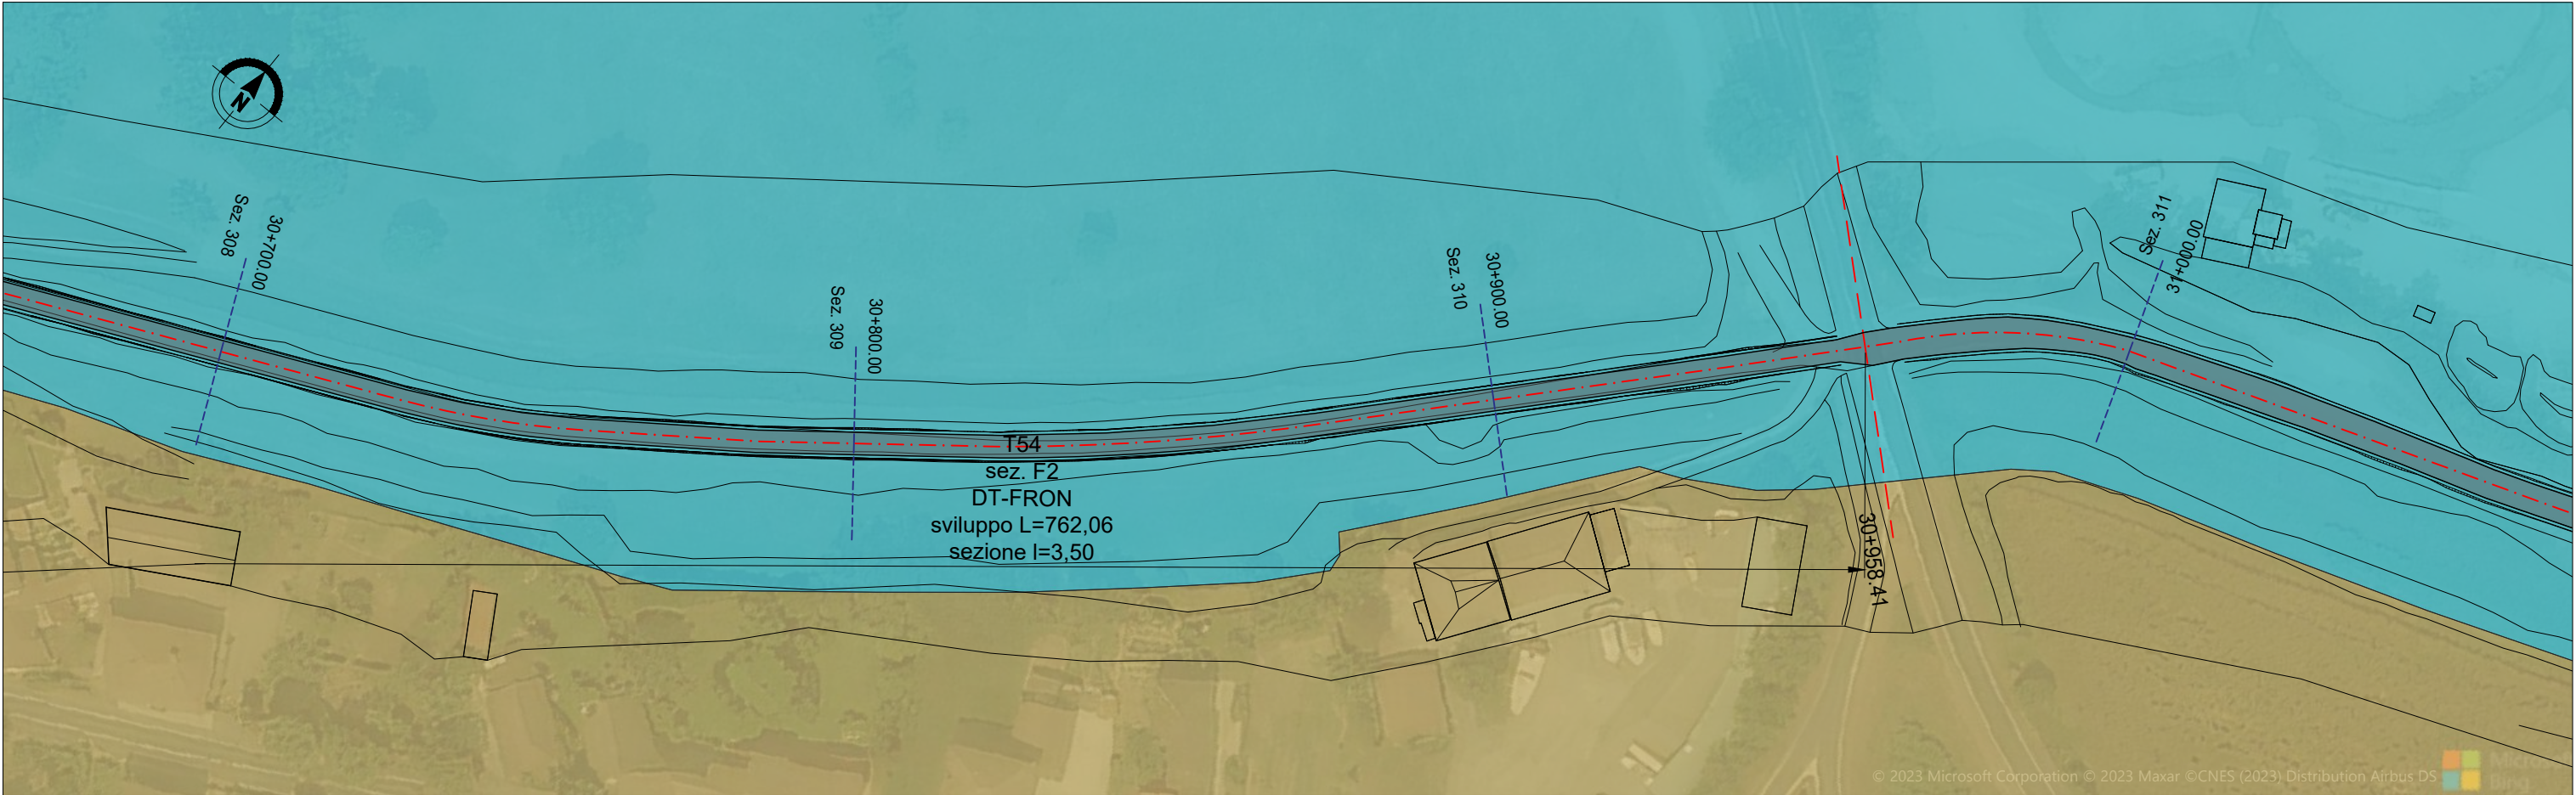 N
Sez. 308
30+700.00
Sez. 309
30+800.00
Sez. 310
30+900.00
Sez. 311
31+000.00
T54
sez. F2
DT-FRON
sviluppo L=762,06
sezione l=3,50
30+958.41
© 2023 Microsoft Corporation © 2023 Maxar ©CNES (2023) Distribution Airbus DS
Micros
Bing